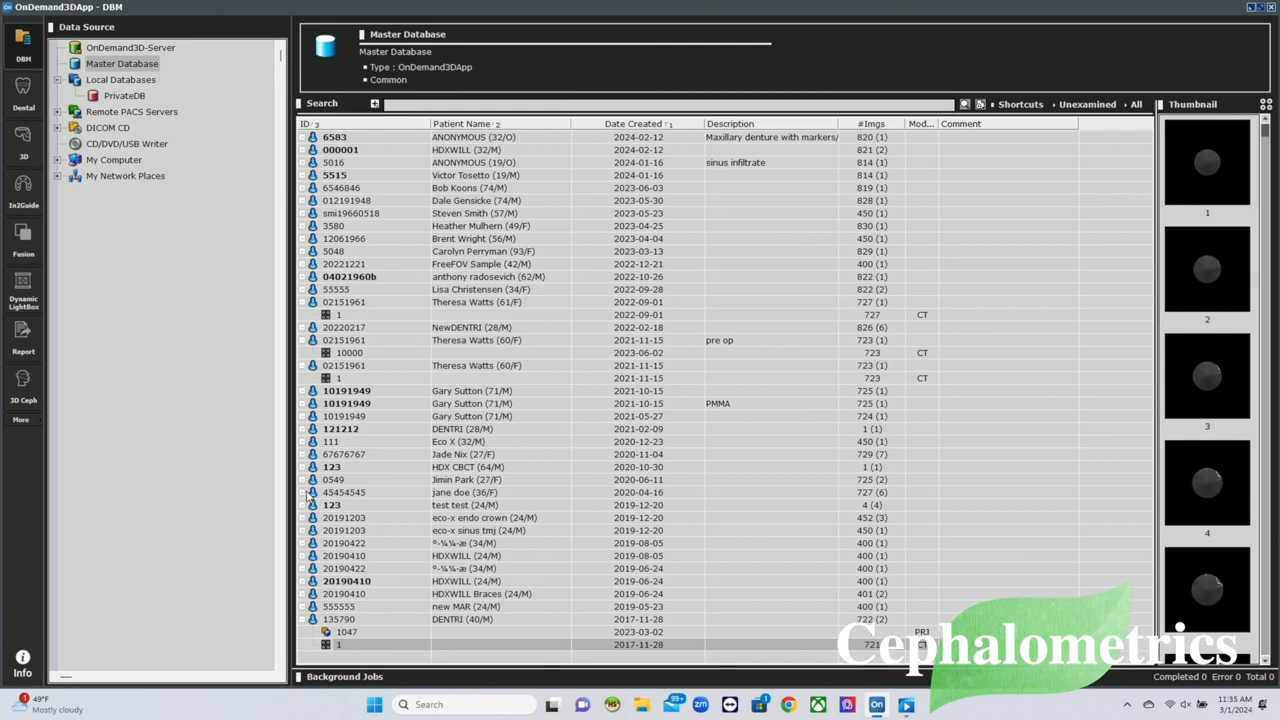 OnDemand3DApp - DBM
DBM
Dental
3D
In2Guide
Fusion
Dynamic
LightBox
Report
3D Ceph
More
Info
Data Source
OnDemand3D-Server
Master Database
Local Databases
PrivateDB
Remote PACS Servers
DICOM CD
CD/DVD/USB Writer
My Computer
My Network Places
Master Database
Master Database
Type : OnDemand3DApp
Common
Search Shortcuts Unexamined All Thumbnail
ID 3 Patient Name 2 Date Created 1 Description #Imgs Mod... Comment
6583 ANONYMOUS (32/O) 2024-02-12 Maxillary denture with markers/ 820 (1)
000001 HDXWILL (32/M) 2024-02-12 821 (2)
5016 ANONYMOUS (19/O) 2024-01-16 sinus infiltrate 814 (1)
5515 Victor Tosetto (19/M) 2024-01-16 814 (1)
6546846 Bob Koons (74/M) 2023-06-03 819 (1)
012191948 Dale Gensicke (74/M) 2023-05-30 828 (1)
smi19660518 Steven Smith (57/M) 2023-05-23 450 (1)
3580 Heather Mulhern (49/F) 2023-04-25 830 (1)
12061966 Brent Wright (56/M) 2023-04-04 450 (1)
5048 Carolyn Perryman (93/F) 2023-03-13 829 (1)
20221221 FreeFOV Sample (42/M) 2022-12-21 400 (1)
04021960b anthony radosevich (62/M) 2022-10-26 822 (1)
55555 Lisa Christensen (34/F) 2022-09-28 822 (2)
02151961 Theresa Watts (61/F) 2022-09-01 727 (1)
1 2022-09-01 727 CT
20220217 NewDENTRI (28/M) 2022-02-18 826 (6)
02151961 Theresa Watts (60/F) 2021-11-15 pre op 723 (1)
10000 2023-06-02 723 CT
02151961 Theresa Watts (60/F) 2021-11-15 723 (1)
1 2021-11-15 723 CT
10191949 Gary Sutton (71/M) 2021-10-15 725 (1)
10191949 Gary Sutton (71/M) 2021-10-15 PMMA 725 (1)
10191949 Gary Sutton (71/M) 2021-05-27 724 (1)
121212 DENTRI (28/M) 2021-02-09 1 (1)
111 Eco X (32/M) 2020-12-23 450 (1)
67676767 Jade Nix (27/F) 2020-11-04 729 (7)
123 HDX CBCT (64/M) 2020-10-30 1 (1)
0549 Jimin Park (27/F) 2020-06-11 725 (2)
45454545 jane doe (36/F) 2020-04-16 727 (6)
123 test test (24/M) 2019-12-20 4 (4)
20191203 eco-x endo crown (24/M) 2019-12-20 452 (3)
20191203 eco-x sinus tmj (24/M) 2019-12-20 450 (1)
20190422 º-¼¼·æ (34/M) 2019-08-05 400 (1)
20190410 HDXWILL (24/M) 2019-08-05 400 (1)
20190422 º-¼¼·æ (34/M) 2019-06-24 400 (1)
20190410 HDXWILL (24/M) 2019-06-24 400 (1)
20190410 HDXWILL Braces (24/M) 2019-06-24 401 (2)
555555 new MAR (24/M) 2019-05-23 400 (1)
135790 DENTRI (40/M) 2017-11-28 722 (2)
1047 2023-03-02 PRJ
1 2017-11-28 721
1
2
3
4
Cephalometrics
Background Jobs Completed 0 Error 0 Total 0
49°F
Mostly cloudy
Search
99+
zm
On
11:35 AM
3/1/2024